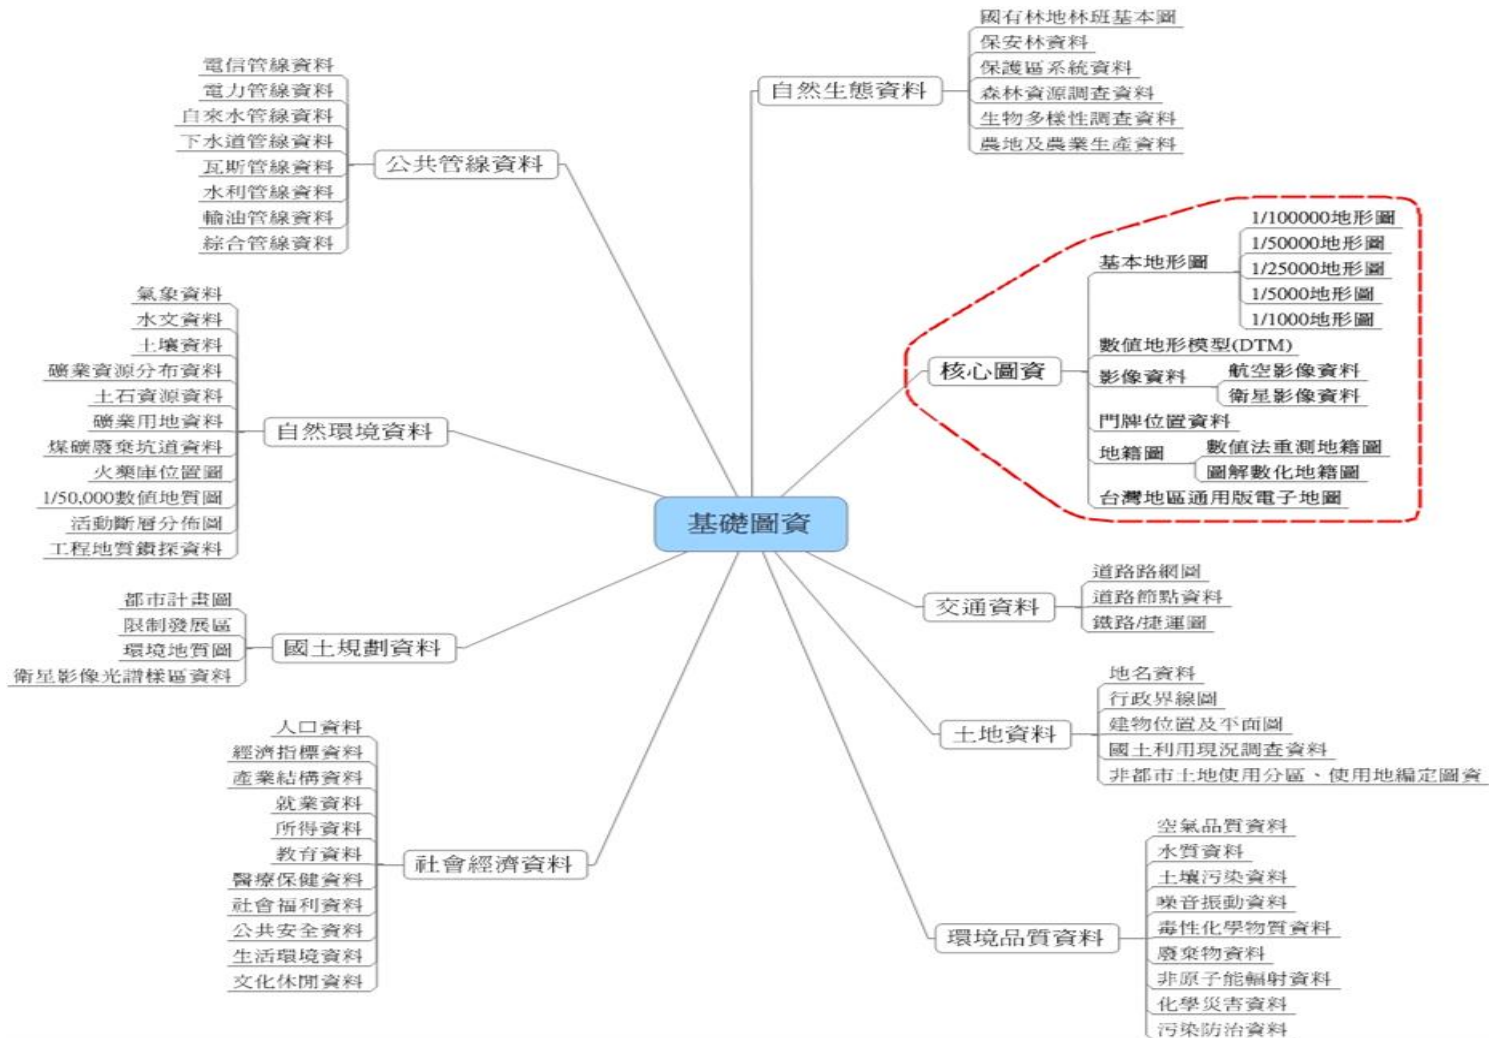 基礎圖資
公共管線資料
電信管線資料
電力管線資料
自來水管線資料
下水道管線資料
瓦斯管線資料
水利管線資料
輸油管線資料
綜合管線資料
自然環境資料
氣象資料
水文資料
土壤資料
礦業資源分布資料
土石資源資料
礦業用地資料
煤礦廢棄坑道資料
火藥庫位置圖
1/50,000數值地質圖
活動斷層分佈圖
工程地質鑽探資料
國土規劃資料
都市計畫圖
限制發展區
環境地質圖
衛星影像光譜樣區資料
社會經濟資料
人口資料
經濟指標資料
產業結構資料
就業資料
所得資料
教育資料
醫療保健資料
社會福利資料
公共安全資料
生活環境資料
文化休閒資料
自然生態資料
國有林地林班基本圖
保安林資料
保護區系統資料
森林資源調查資料
生物多樣性調查資料
農地及農業生產資料
核心圖資
基本地形圖
1/100000地形圖
1/50000地形圖
1/25000地形圖
1/5000地形圖
1/1000地形圖
數值地形模型(DTM)
影像資料
航空影像資料
衛星影像資料
門牌位置資料
地籍圖
數值法重測地籍圖
圖解數化地籍圖
台灣地區通用版電子地圖
交通資料
道路路網圖
道路節點資料
鐵路/捷運圖
土地資料
地名資料
行政界線圖
建物位置及平面圖
國土利用現況調查資料
非都市土地使用分區、使用地編定圖資
環境品質資料
空氣品質資料
水質資料
土壤污染資料
噪音振動資料
毒性化學物質資料
廢棄物資料
非原子能輻射資料
化學災害資料
污染防治資料